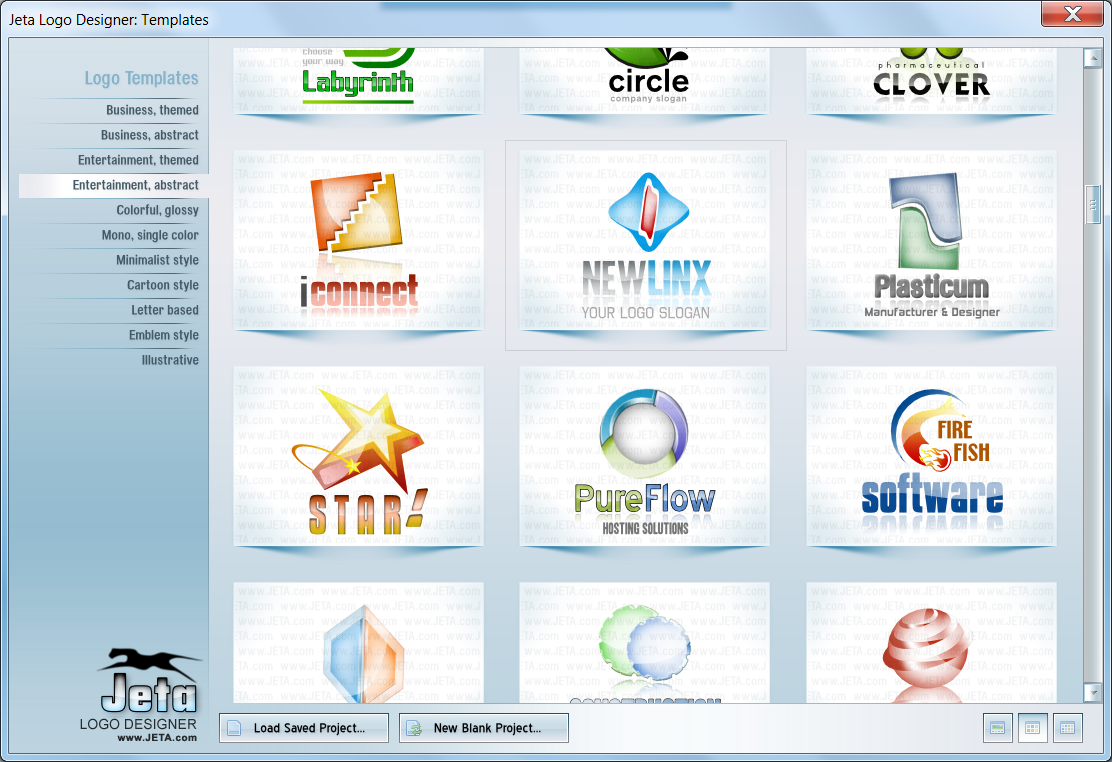 Jeta Logo Designer: Templates
Logo Templates
Business, themed
Business, abstract
Entertainment, themed
Entertainment, abstract
Colorful, glossy
Mono, single color
Minimalist style
Cartoon style
Letter based
Emblem style
Illustrative
Jeta
LOGO DESIGNER
www.JETA.com
choose
your way
Labyrinth
circle
company slogan
pharmaceutical
CLOVER
iconnect
NEWLINX
YOUR LOGO SLOGAN
Plasticum
Manufacturer & Designer
STAR!
PureFlow
HOSTING SOLUTIONS
FIRE
FISH
software
CONSTRUCTION
Load Saved Project...
New Blank Project...